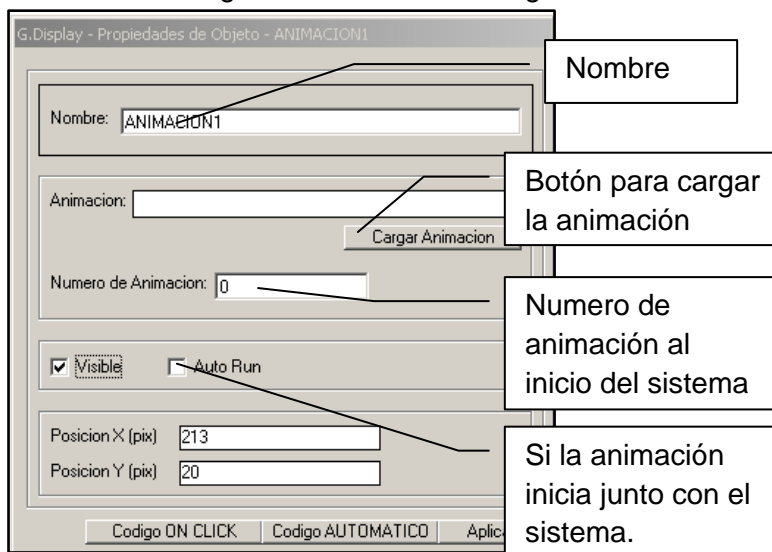 G.Display - Propiedades de Objeto - ANIMACION1
Nombre
Nombre: ANIMACION1
Botón para cargar
la animación
Animacion:
Cargar Animacion
Numero de Animacion: 0
Numero de
animación al
inicio del sistema
Visible Auto Run
Posicion X (pix) 213
Posicion Y (pix) 20
Si la animación
inicia junto con el
sistema.
Codigo ON CLICK Codigo AUTOMATICO